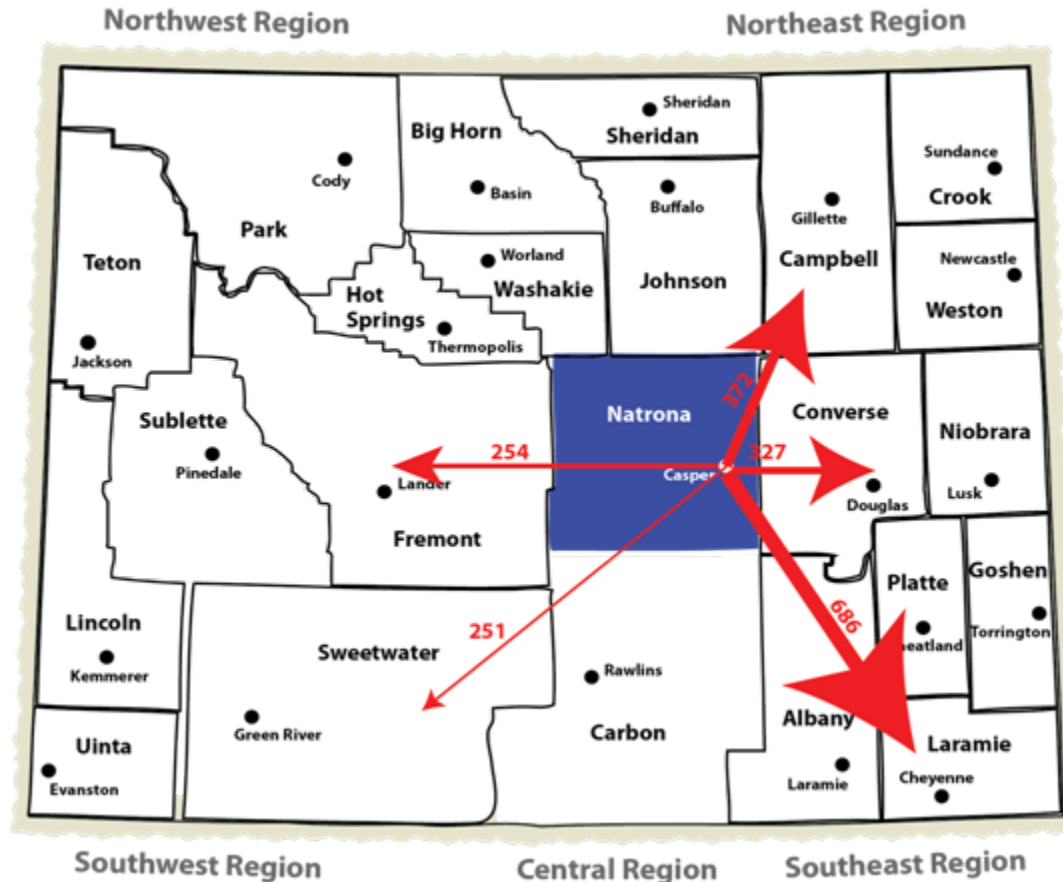 Northwest Region
Northeast Region
Sheridan
Big Horn
Sheridan
Sundance
Cody
Basin
Buffalo
Gillette
Crook
Park
Teton
Worland
Campbell
Newcastle
Johnson
Washakie
Hot
Springs
Weston
Jackson
Thermopolis
372
Natrona
Converse
Sublette
Niobrara
254
327
Pinedale
Casper
Lander
Lusk
Douglas
Fremont
Goshen
Platte
686
Lincoln
251
Torrington
eatland
Sweetwater
Kemmerer
Rawlins
Albany
Green River
Carbon
Uinta
Laramie
Evanston
Laramie
Cheyenne
Southwest Region
Central Region
Southeast Region